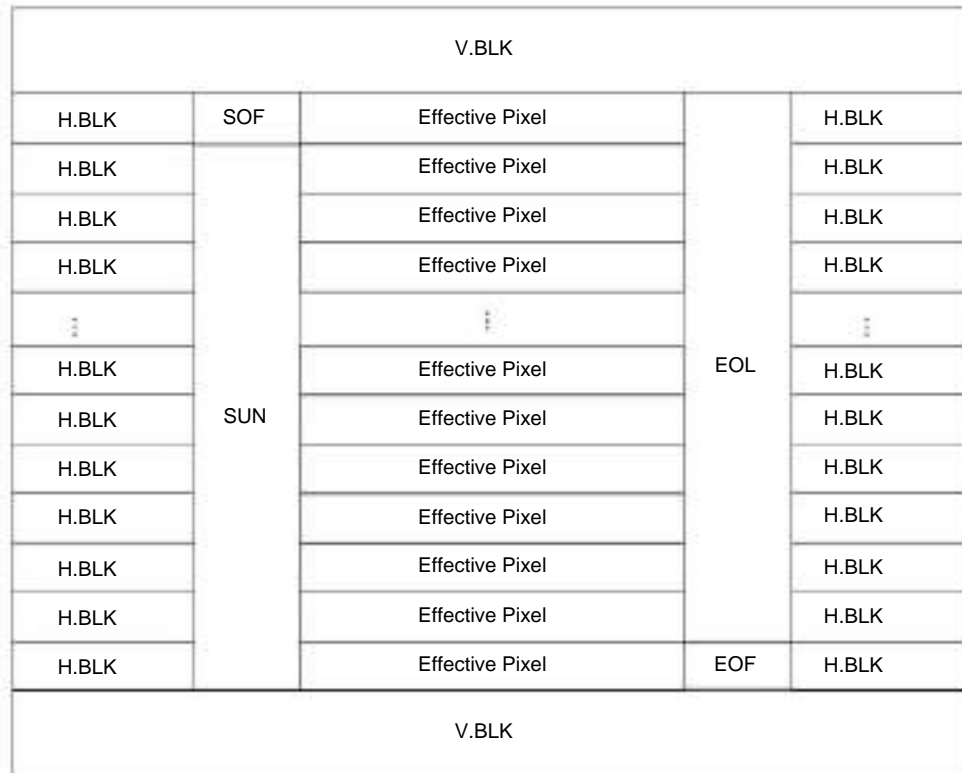 V.BLK
H.BLK SOF Effective Pixel H.BLK
H.BLK Effective Pixel H.BLK
H.BLK Effective Pixel H.BLK
H.BLK Effective Pixel H.BLK
⋮ ⋮ ⋮
H.BLK Effective Pixel EOL H.BLK
H.BLK SUN Effective Pixel H.BLK
H.BLK Effective Pixel H.BLK
H.BLK Effective Pixel H.BLK
H.BLK Effective Pixel H.BLK
H.BLK Effective Pixel H.BLK
H.BLK Effective Pixel EOF H.BLK
V.BLK